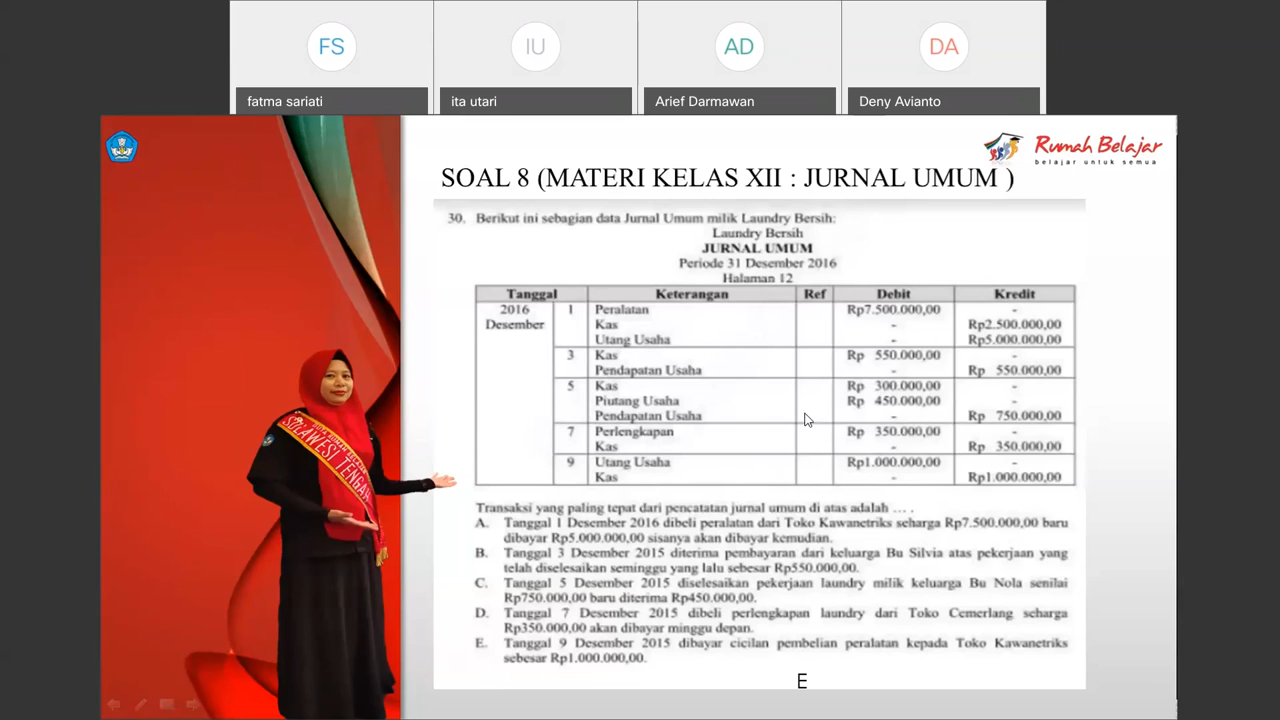 FS
IU
AD
DA
fatma sariati
ita utari
Arief Darmawan
Deny Avianto
Rumah Belajar
belajar untuk semua
SOAL 8 (MATERI KELAS XII : JURNAL UMUM )
30. Berikut ini sebagian data Jurnal Umum milik Laundry Bersih:
Laundry Bersih
JURNAL UMUM
Periode 31 Desember 2016
Halaman 12
Tanggal Keterangan Ref Debit Kredit
2016 1 Peralatan Rp7.500.000,00 -
Desember Kas - Rp2.500.000,00
Utang Usaha - Rp5.000.000,00
3 Kas Rp 550.000,00 -
Pendapatan Usaha - Rp 550.000,00
5 Kas Rp 300.000,00 -
Piutang Usaha Rp 450.000,00 -
Pendapatan Usaha - Rp 750.000,00
7 Perlengkapan Rp 350.000,00 -
Kas - Rp 350.000,00
9 Utang Usaha Rp1.000.000,00 -
Kas - Rp1.000.000,00
Transaksi yang paling tepat dari pencatatan jurnal umum di atas adalah ... .
A. Tanggal 1 Desember 2016 dibeli peralatan dari Toko Kawanetriks seharga Rp7.500.000,00 baru
dibayar Rp5.000.000,00 sisanya akan dibayar kemudian.
B. Tanggal 3 Desember 2015 diterima pembayaran dari keluarga Bu Silvia atas pekerjaan yang
telah diselesaikan seminggu yang lalu sebesar Rp550.000,00.
C. Tanggal 5 Desember 2015 diselesaikan pekerjaan laundry milik keluarga Bu Nola senilai
Rp750.000,00 baru diterima Rp450.000,00.
D. Tanggal 7 Desember 2015 dibeli perlengkapan laundry dari Toko Cemerlang seharga
Rp350.000,00 akan dibayar minggu depan.
E. Tanggal 9 Desember 2015 dibayar cicilan pembelian peralatan kepada Toko Kawanetriks
sebesar Rp1.000.000,00.
E
SULAWESI TENGAH